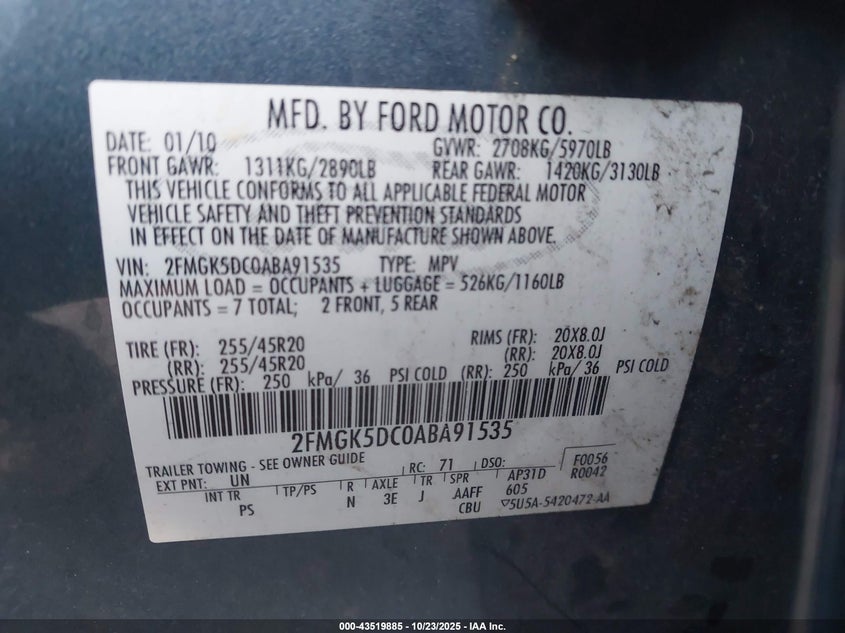 MFD. BY FORD MOTOR CO.
DATE: 01/10 GVWR: 2708KG/5970LB
FRONT GAWR: 1311KG/2890LB REAR GAWR: 1420KG/3130LB
THIS VEHICLE CONFORMS TO ALL APPLICABLE FEDERAL MOTOR
VEHICLE SAFETY AND THEFT PREVENTION STANDARDS
IN EFFECT ON THE DATE OF MANUFACTURE SHOWN ABOVE.
VIN: 2FMGK5DC0ABA91535 TYPE: MPV
MAXIMUM LOAD = OCCUPANTS + LUGGAGE = 526KG/1160LB
OCCUPANTS = 7 TOTAL; 2 FRONT, 5 REAR
TIRE (FR): 255/45R20 RIMS (FR): 20X8.0J
(RR): 255/45R20 (RR): 20X8.0J
PRESSURE (FR): 250 kPa/ 36 PSI COLD (RR): 250 kPa/ 36 PSI COLD
2FMGK5DC0ABA91535
TRAILER TOWING - SEE OWNER GUIDE
EXT PNT: UN RC: 71 DSO: F0056
R0042
INT TR TP/PS R AXLE TR SPR AP31D
PS N 3E J AAFF 605
CBU ▽5U5A-5420472-AA
000-43519885 - 10/23/2025 - IAA Inc.